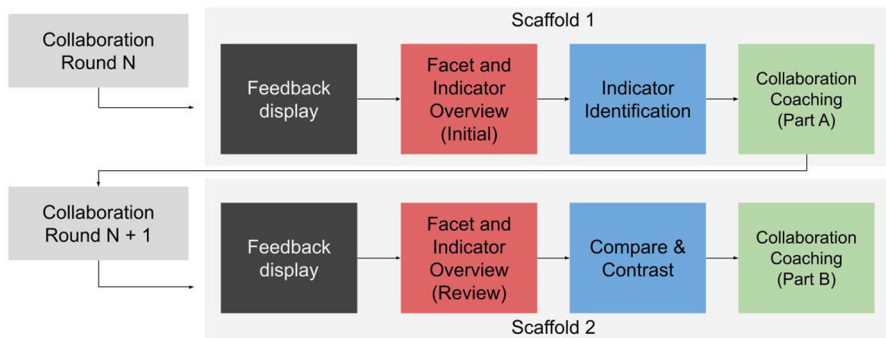 Scaffold 1
Collaboration
Round N
Feedback
display
Facet and
Indicator
Overview
(Initial)
Indicator
Identification
Collaboration
Coaching
(Part A)
Collaboration
Round N + 1
Feedback
display
Facet and
Indicator
Overview
(Review)
Compare &
Contrast
Collaboration
Coaching
(Part B)
Scaffold 2